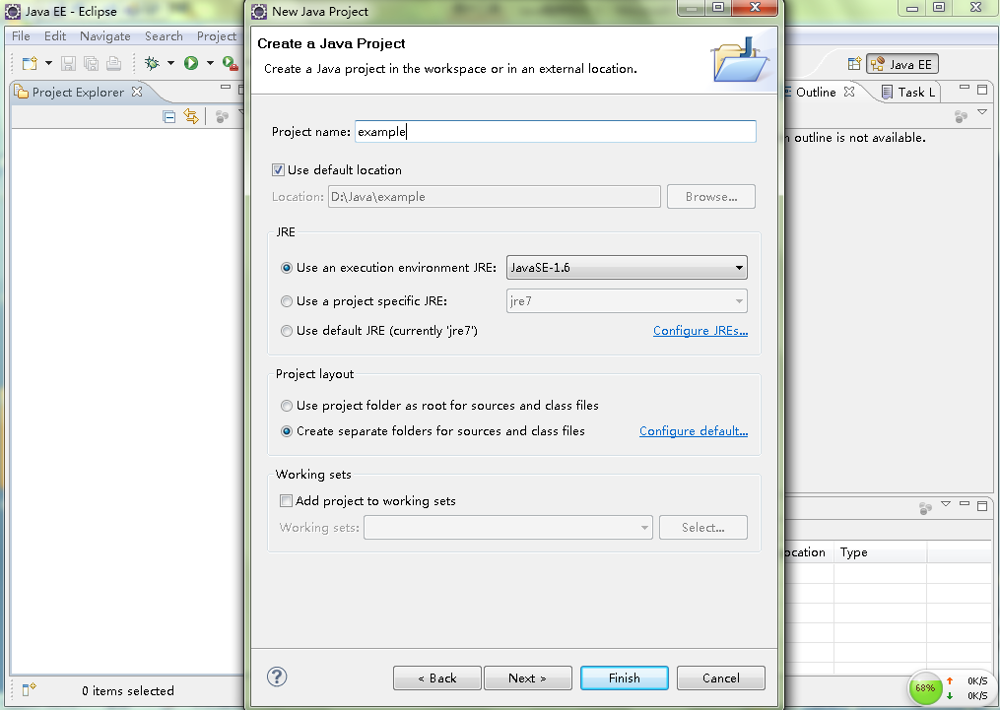 Java EE - Eclipse
New Java Project
File Edit Navigate Search Project
Create a Java Project
Create a Java project in the workspace or in an external location.
Java EE
Project Explorer
Outline
Task L
outline is not available.
Project name: example
Use default location
Location: D:\Java\example
Browse...
JRE
Use an execution environment JRE: JavaSE-1.6
Use a project specific JRE: jre7
Use default JRE (currently 'jre7')
Configure JREs...
Project layout
Use project folder as root for sources and class files
Create separate folders for sources and class files
Configure default...
Working sets
Add project to working sets
Working sets:
Select...
ocation
Type
?
< Back
Next >
Finish
Cancel
0 items selected
68%
0K/S
0K/S